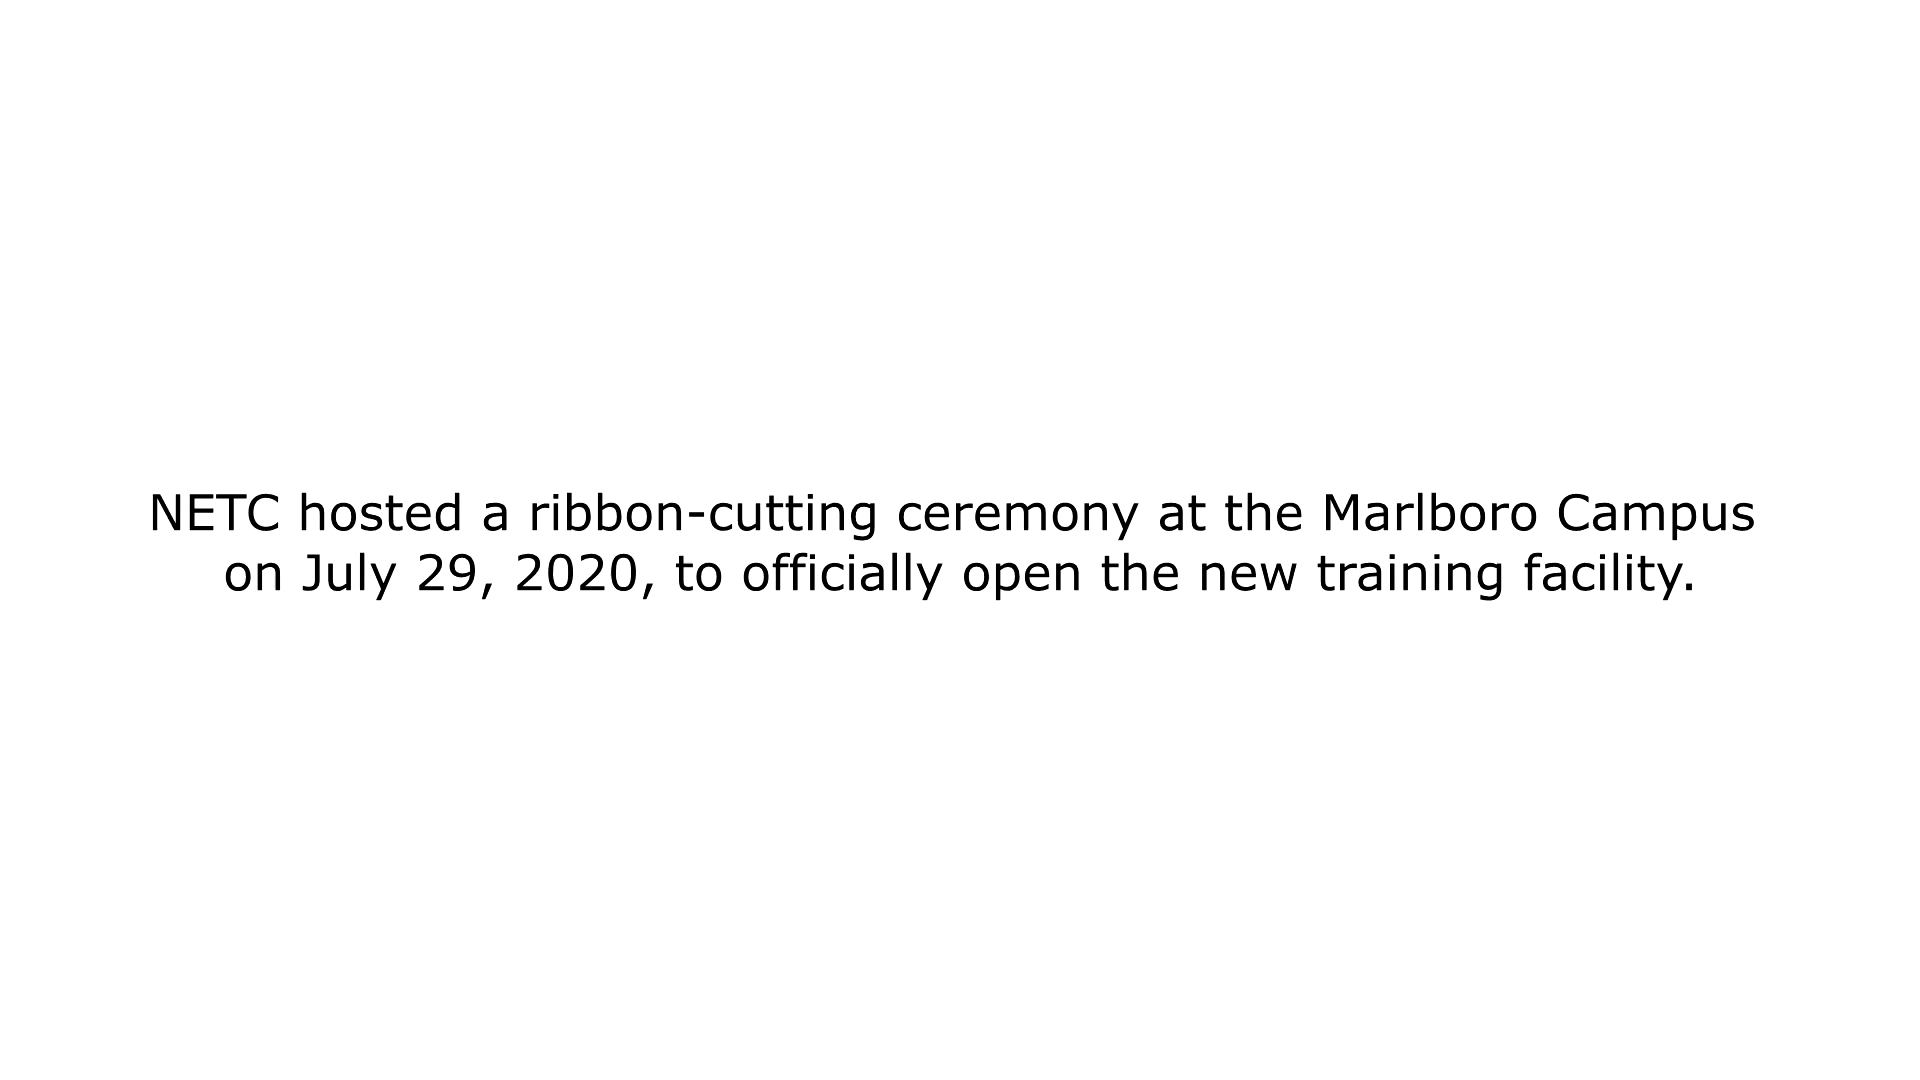 NETC hosted a ribbon-cutting ceremony at the Marlboro Campus
on July 29, 2020, to officially open the new training facility.